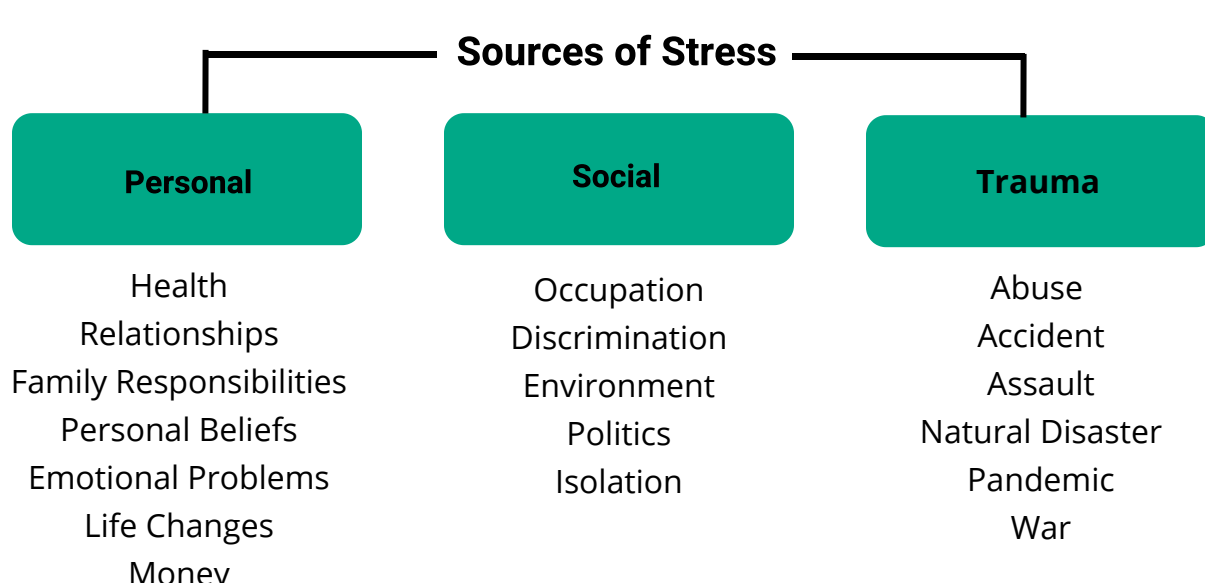 Sources of Stress
Personal
Health
Relationships
Family Responsibilities
Personal Beliefs
Emotional Problems
Life Changes
Money
Social
Occupation
Discrimination
Environment
Politics
Isolation
Trauma
Abuse
Accident
Assault
Natural Disaster
Pandemic
War